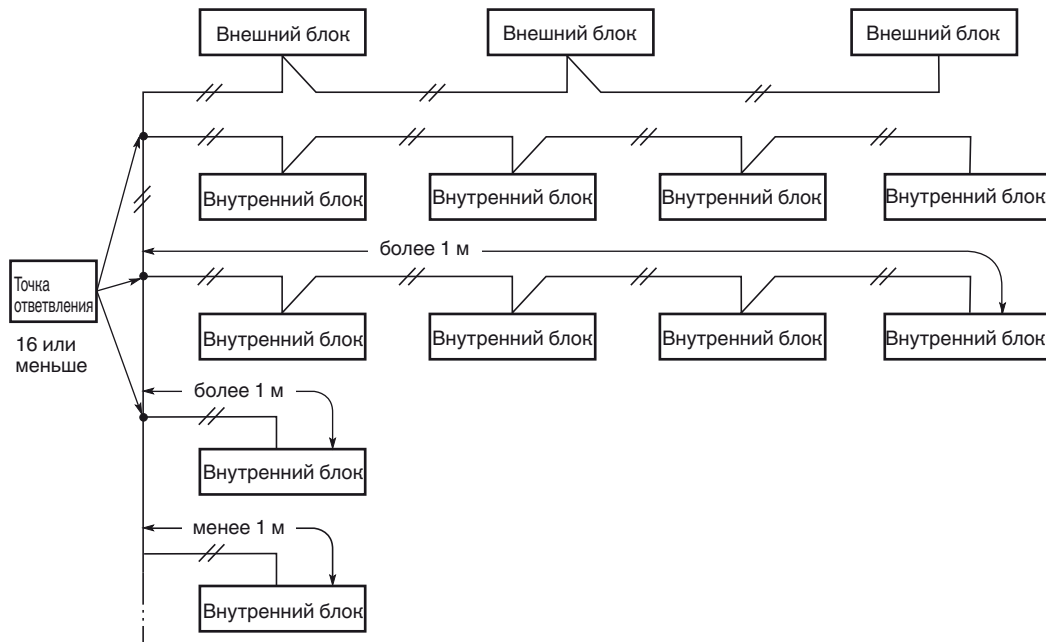 Внешний блок
Внешний блок
Внешний блок
Внутренний блок
Внутренний блок
Внутренний блок
Внутренний блок
более 1 м
Точка
ответвления
16 или
меньше
Внутренний блок
Внутренний блок
Внутренний блок
Внутренний блок
более 1 м
Внутренний блок
менее 1 м
Внутренний блок